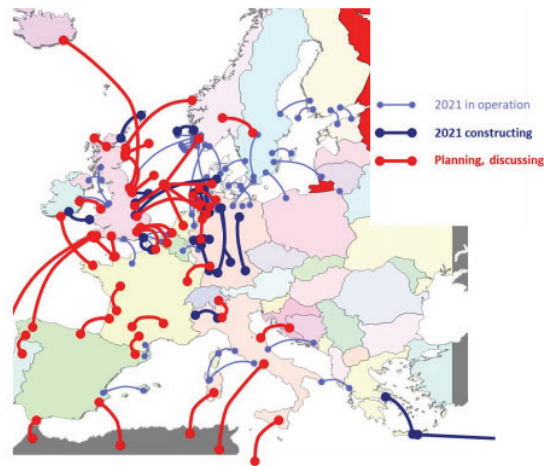 2021 in operation
2021 constructing
Planning, discussing